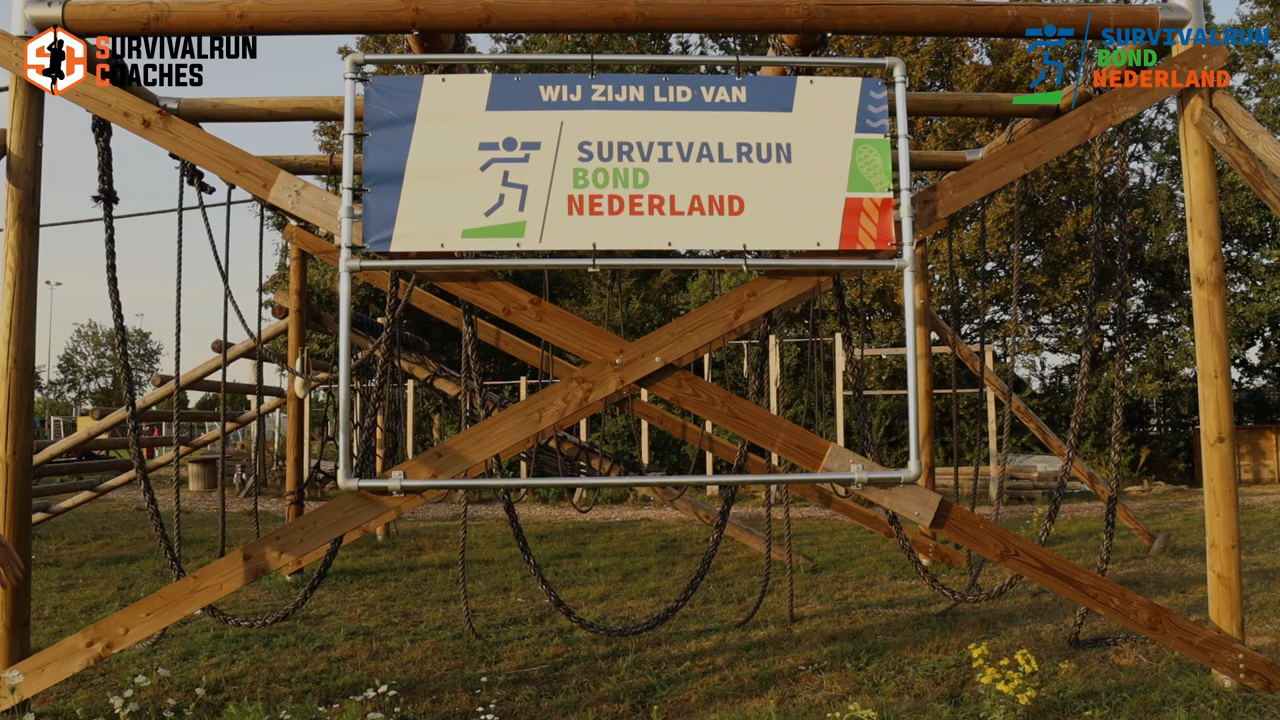 SURVIVALRUN
COACHES
SURVIVALRUN
BOND
NEDERLAND
WIJ ZIJN LID VAN
SURVIVALRUN
BOND
NEDERLAND